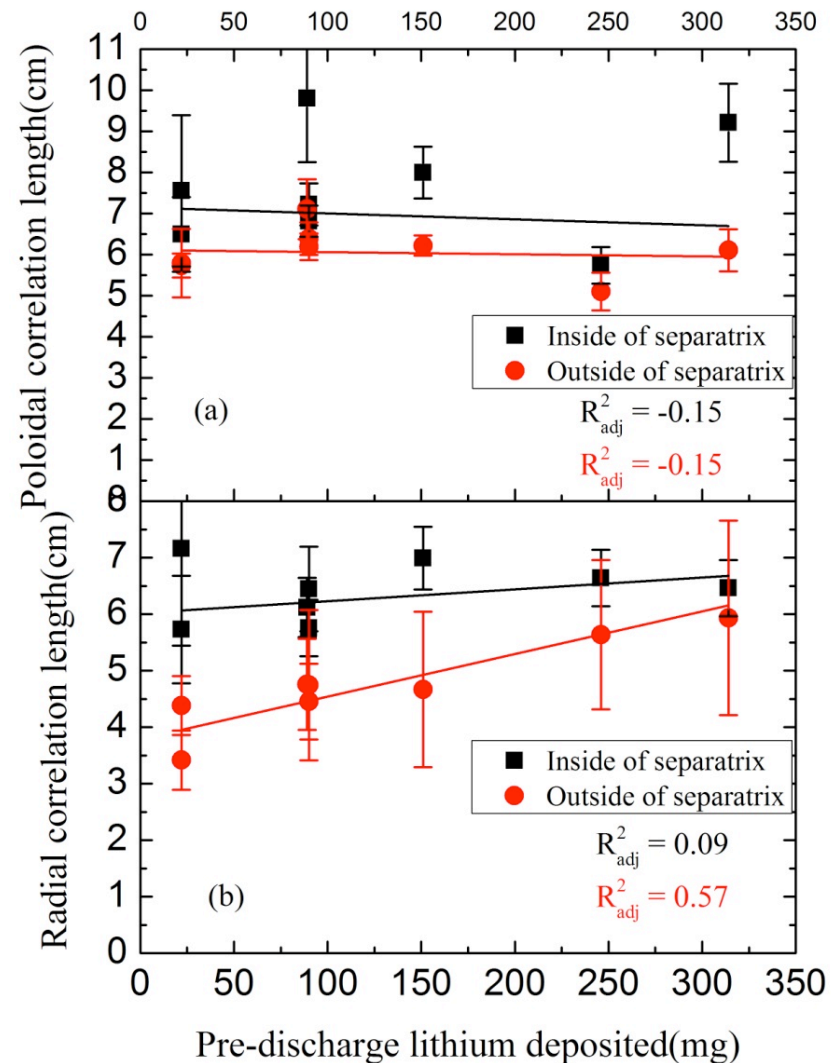 0 50 100 150 200 250 300 350
11
10
9
8
7
6
5
4
3
2
1
Poloidal correlation length(cm)
Inside of separatrix
Outside of separatrix
(a)
R²adj = -0.15
R²adj = -0.15
7
6
5
4
3
2
1
0
Radial correlation length(cm)
Inside of separatrix
Outside of separatrix
R²adj = 0.09
(b)
R²adj = 0.57
0 50 100 150 200 250 300 350
Pre-discharge lithium deposited(mg)